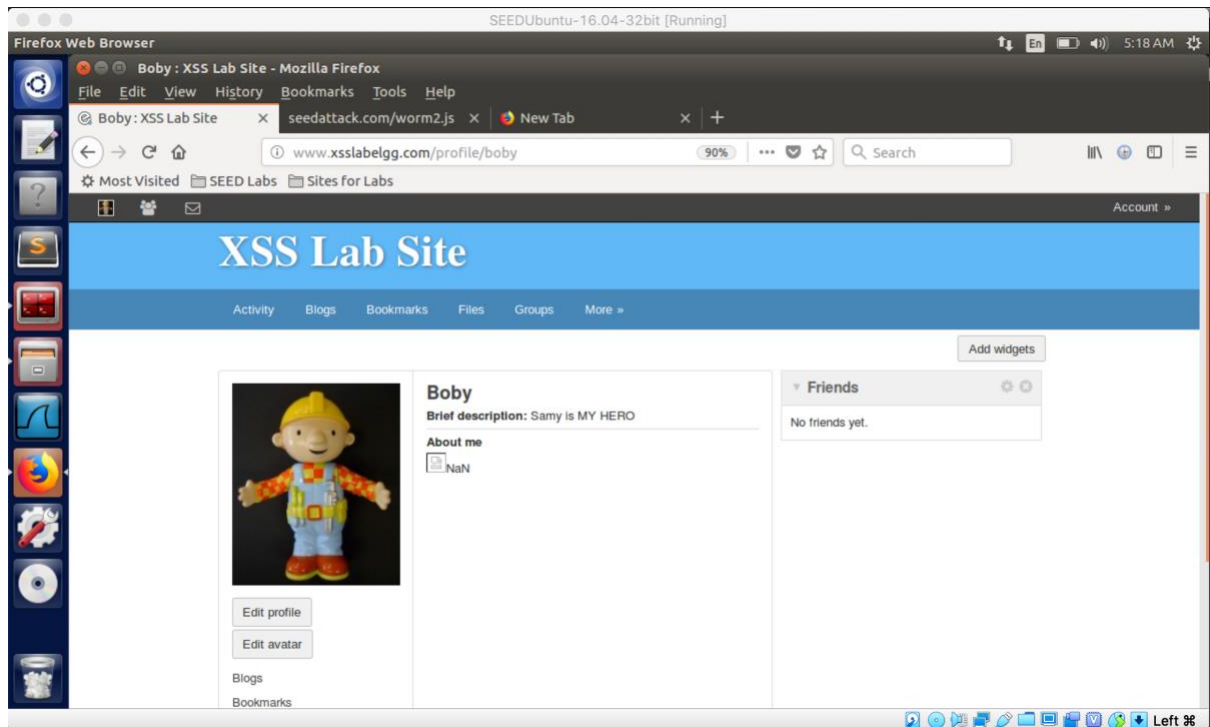 SEEDUbuntu-16.04-32bit [Running]
Firefox Web Browser
En
5:18 AM
Boby : XSS Lab Site - Mozilla Firefox
File Edit View History Bookmarks Tools Help
Boby : XSS Lab Site
seedattack.com/worm2.js
New Tab
www.xsslabelgg.com/profile/boby
90%
Search
Most Visited SEED Labs Sites for Labs
Account »
XSS Lab Site
Activity Blogs Bookmarks Files Groups More »
Add widgets
Boby
Brief description: Samy is MY HERO
About me
NaN
Friends
No friends yet.
Edit profile
Edit avatar
Blogs
Bookmarks
Left ⌘